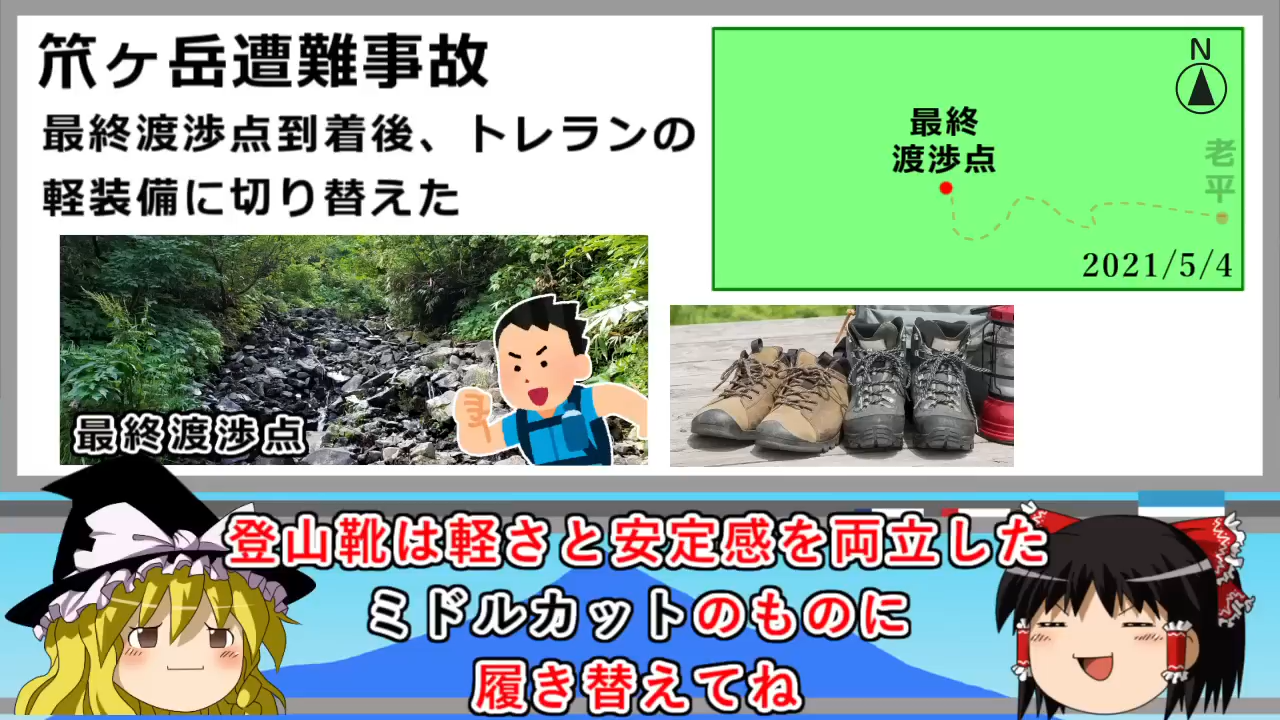 笊ヶ岳遭難事故
最終渡渉点到着後、トレランの
軽装備に切り替えた
N
最終
渡渉点
老平
2021/5/4
最終渡渉点
登山靴は軽さと安定感を両立した
ミドルカットのものに
履き替えてね